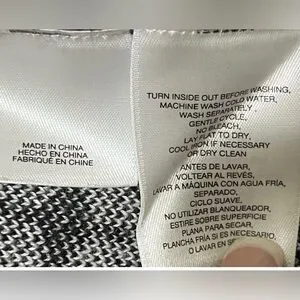 MADE IN CHINA
HECHO EN CHINA
FABRIQUÉ EN CHINE
TURN INSIDE OUT BEFORE WASHING,
MACHINE WASH COLD WATER,
WASH SEPARATELY,
GENTLE CYCLE,
NO BLEACH,
LAY FLAT TO DRY,
COOL IRON IF NECESSARY
OR DRY CLEAN
ANTES DE LAVAR,
VOLTEAR AL REVÉS,
LAVAR A MÁQUINA CON AGUA FRÍA,
SEPARADO,
CICLO SUAVE,
NO UTILIZAR BLANQUEADOR,
ESTIRE SOBRE SUPERFICIE
PLANA PARA SECAR,
PLANCHA FRÍA SI ES NECESARIO,
O LAVAR EN